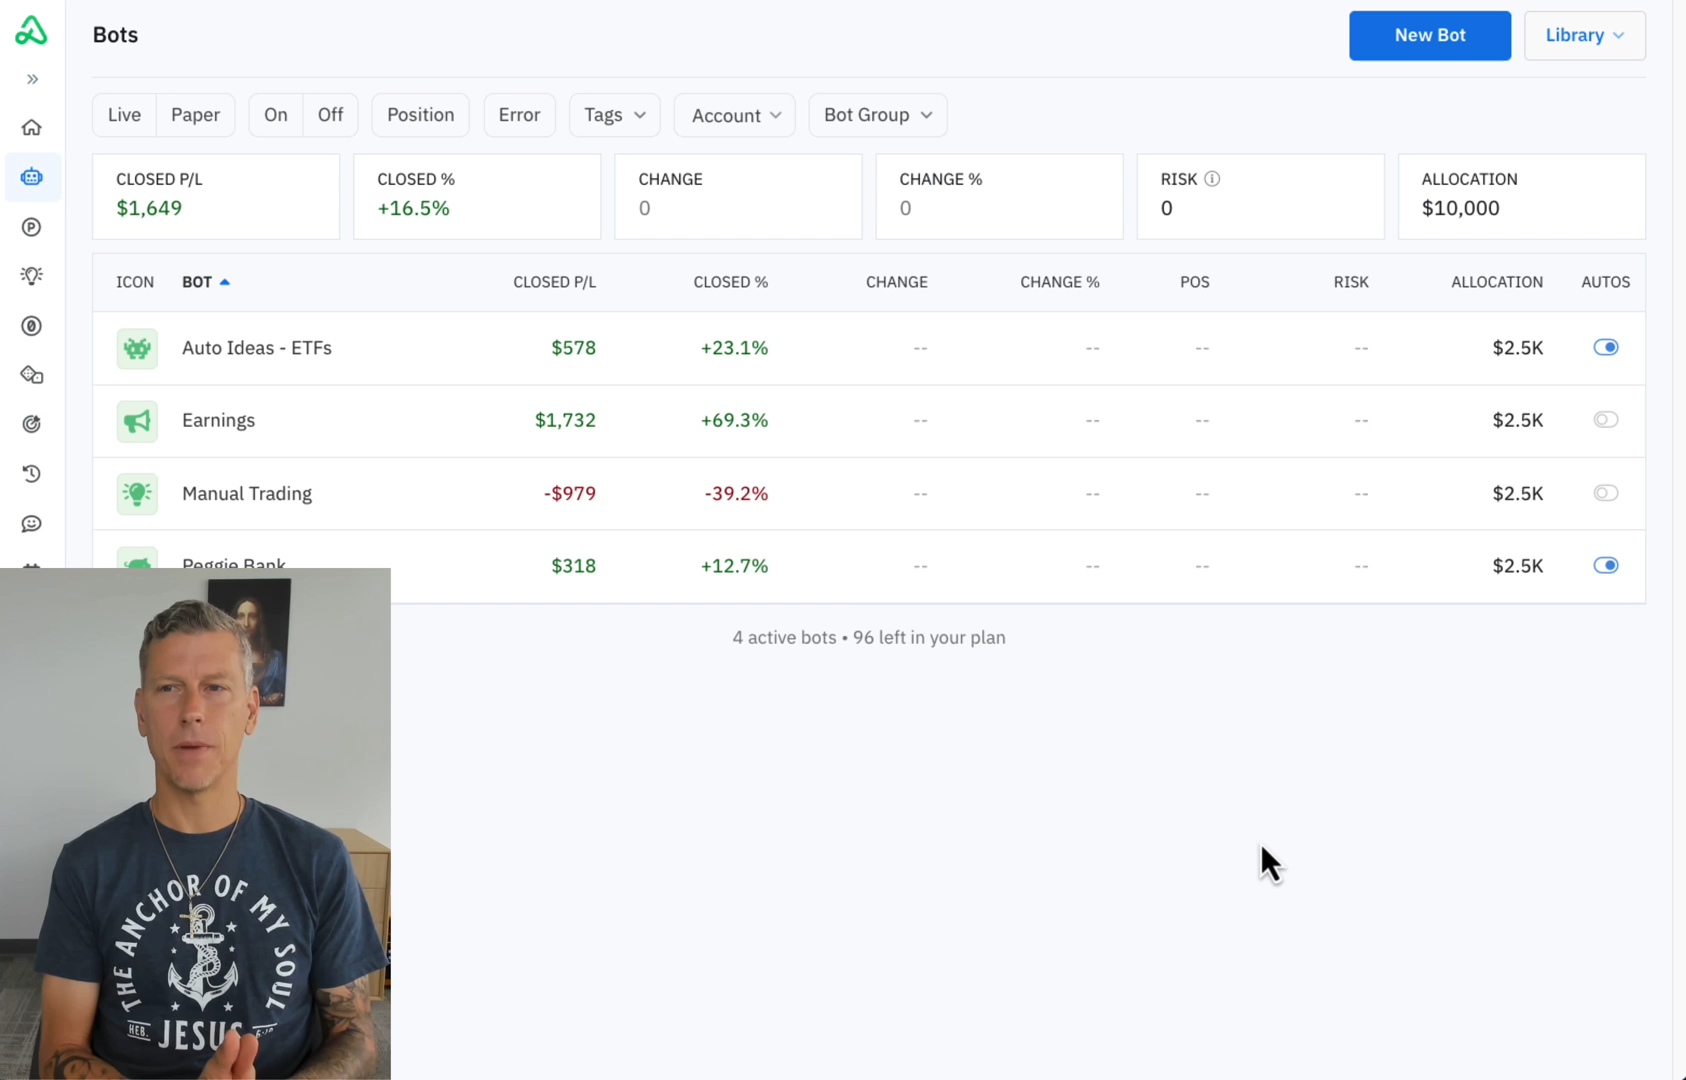 Bots
New Bot
Library
Live Paper On Off Position Error Tags Account Bot Group
CLOSED P/L CLOSED % CHANGE CHANGE % RISK ALLOCATION
$1,649 +16.5% 0 0 0 $10,000
ICON BOT CLOSED P/L CLOSED % CHANGE CHANGE % POS RISK ALLOCATION AUTOS
Auto Ideas - ETFs $578 +23.1% -- -- -- -- $2.5K
Earnings $1,732 +69.3% -- -- -- -- $2.5K
Manual Trading -$979 -39.2% -- -- -- -- $2.5K
Peggie Bank $318 +12.7% -- -- -- -- $2.5K
4 active bots • 96 left in your plan
THE ANCHOR OF MY SOUL
HEB. JESUS